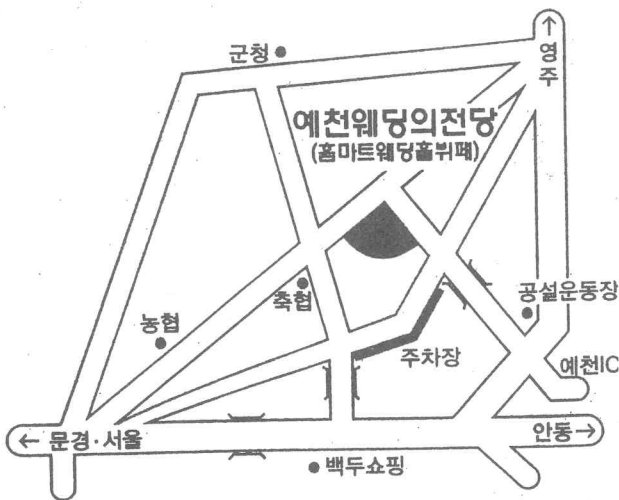 군청
↑
영주
예천웨딩의전당
(홈마트웨딩홀뷔페)
공설운동장
축협
농협
주차장
예천IC
← 문경·서울
안동→
백두쇼핑